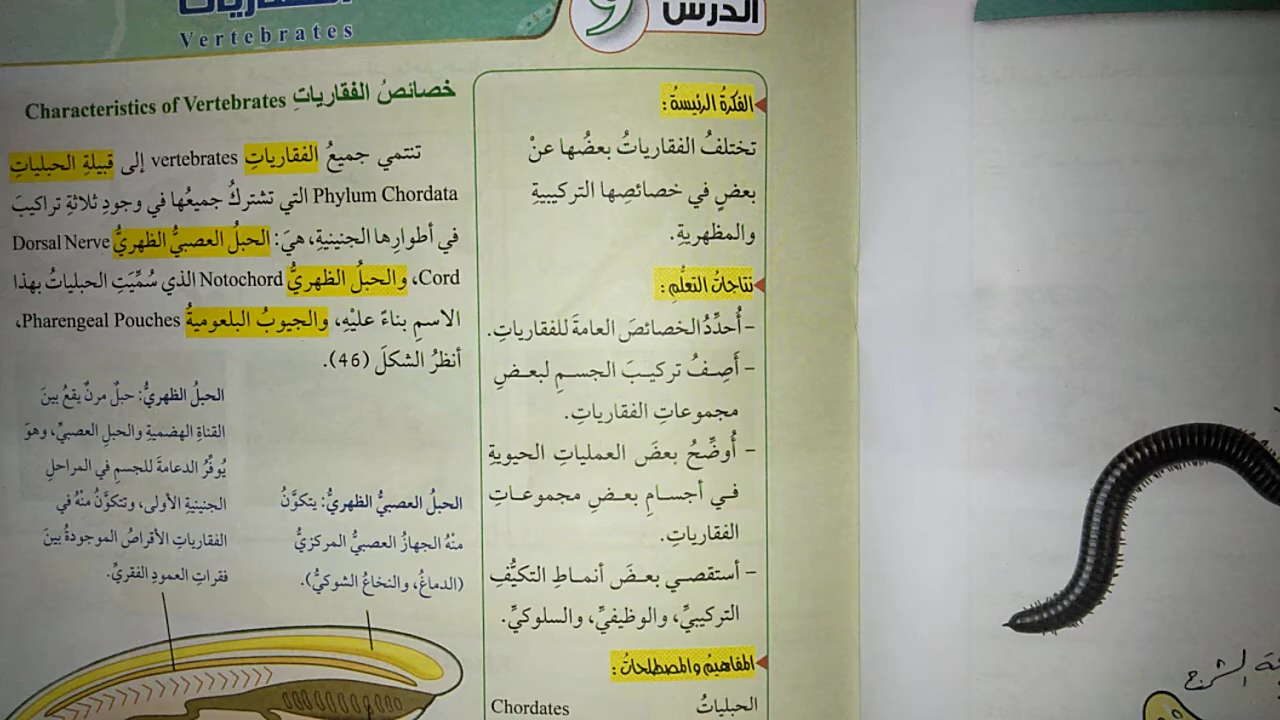 الدرس 9
الفقاريات
Vertebrates
الفكرةُ الرئيسةُ:
تختلفُ الفقارياتُ بعضُها عنْ
بعضٍ في خصائصِها التركيبيةِ
والمظهريةِ.
نتاجاتُ التعلُّمِ:
- أُحدِّدُ الخصائصَ العامةَ للفقارياتِ.
- أَصِفُ تركيبَ الجسمِ لبعضِ
مجموعاتِ الفقارياتِ.
- أُوضِّحُ بعضَ العملياتِ الحيويةِ
في أجسامِ بعضِ مجموعاتِ
الفقارياتِ.
- أستقصي بعضَ أنماطِ التكيُّفِ
التركيبيِّ، والوظيفيِّ، والسلوكيِّ.
المفاهيمُ والمصطلحاتُ:
الحبلياتُ Chordates
خصائصُ الفقارياتِ Characteristics of Vertebrates
تنتمي جميعُ الفقارياتِ vertebrates إلى قبيلةِ الحبلياتِ
Phylum Chordata التي تشتركُ جميعُها في وجودِ ثلاثةِ تراكيبَ
في أطوارِها الجنينيةِ، هيَ: الحبلُ العصبيُّ الظهريُّ Dorsal Nerve
Cord، والحبلُ الظهريُّ Notochord الذي سُمِّيَتِ الحبلياتُ بهذا
الاسمِ بناءً عليْهِ، والجيوبُ البلعوميةُ Pharengeal Pouches،
أنظرُ الشكلَ (46).
الحبلُ العصبيُّ الظهريُّ: يتكوَّنُ
منْهُ الجهازُ العصبيُّ المركزيُّ
(الدماغُ، والنخاعُ الشوكيُّ).
الحبلُ الظهريُّ: حبلٌ مرنٌ يقعُ بينَ
القناةِ الهضميةِ والحبلِ العصبيِّ، وهوَ
يُوفِّرُ الدعامةَ للجسمِ في المراحلِ
الجنينيةِ الأولى، وتتكوَّنُ منْهُ في
الفقارياتِ الأقراصُ الموجودةُ بينَ
فقراتِ العمودِ الفقريِّ.